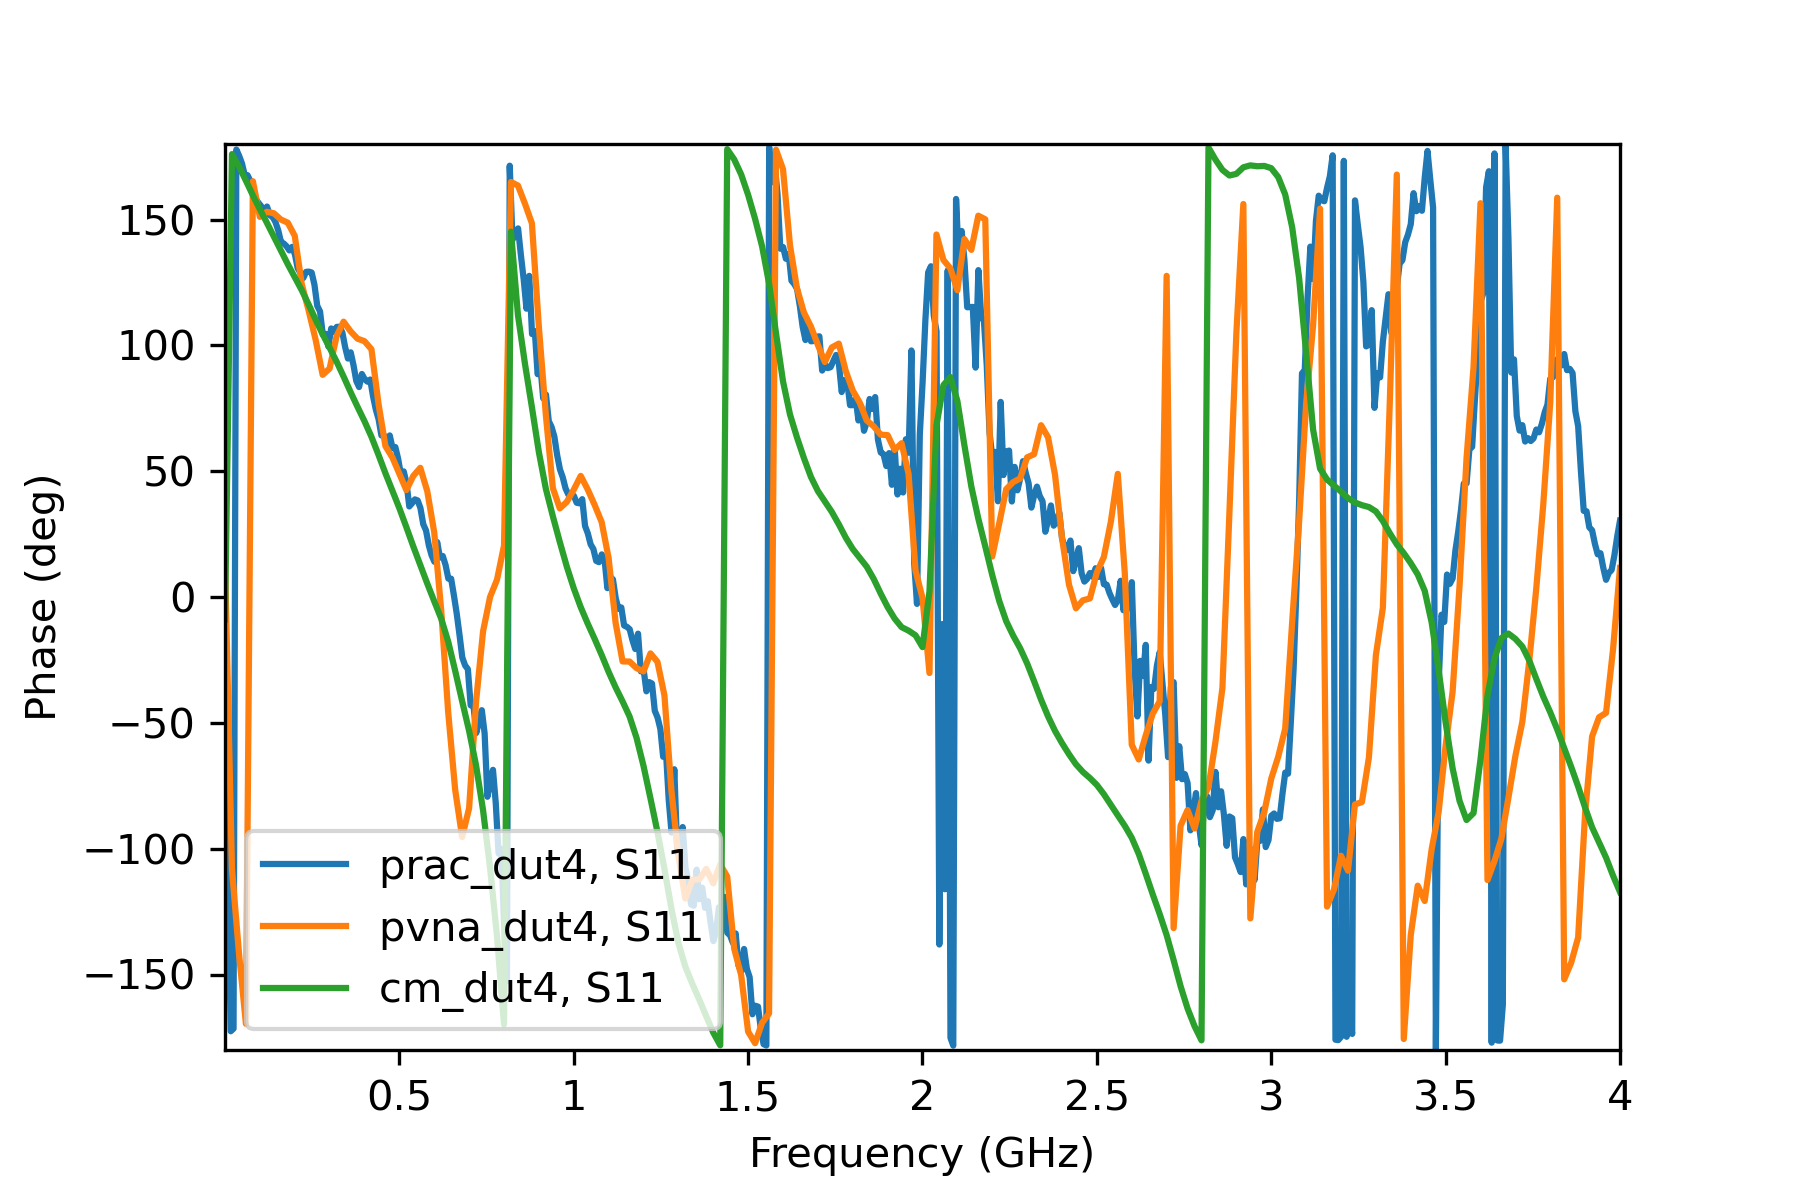 150
100
50
0
−50
−100
−150
Phase (deg)
prac_dut4, S11
pvna_dut4, S11
cm_dut4, S11
0.5 1 1.5 2 2.5 3 3.5 4
Frequency (GHz)